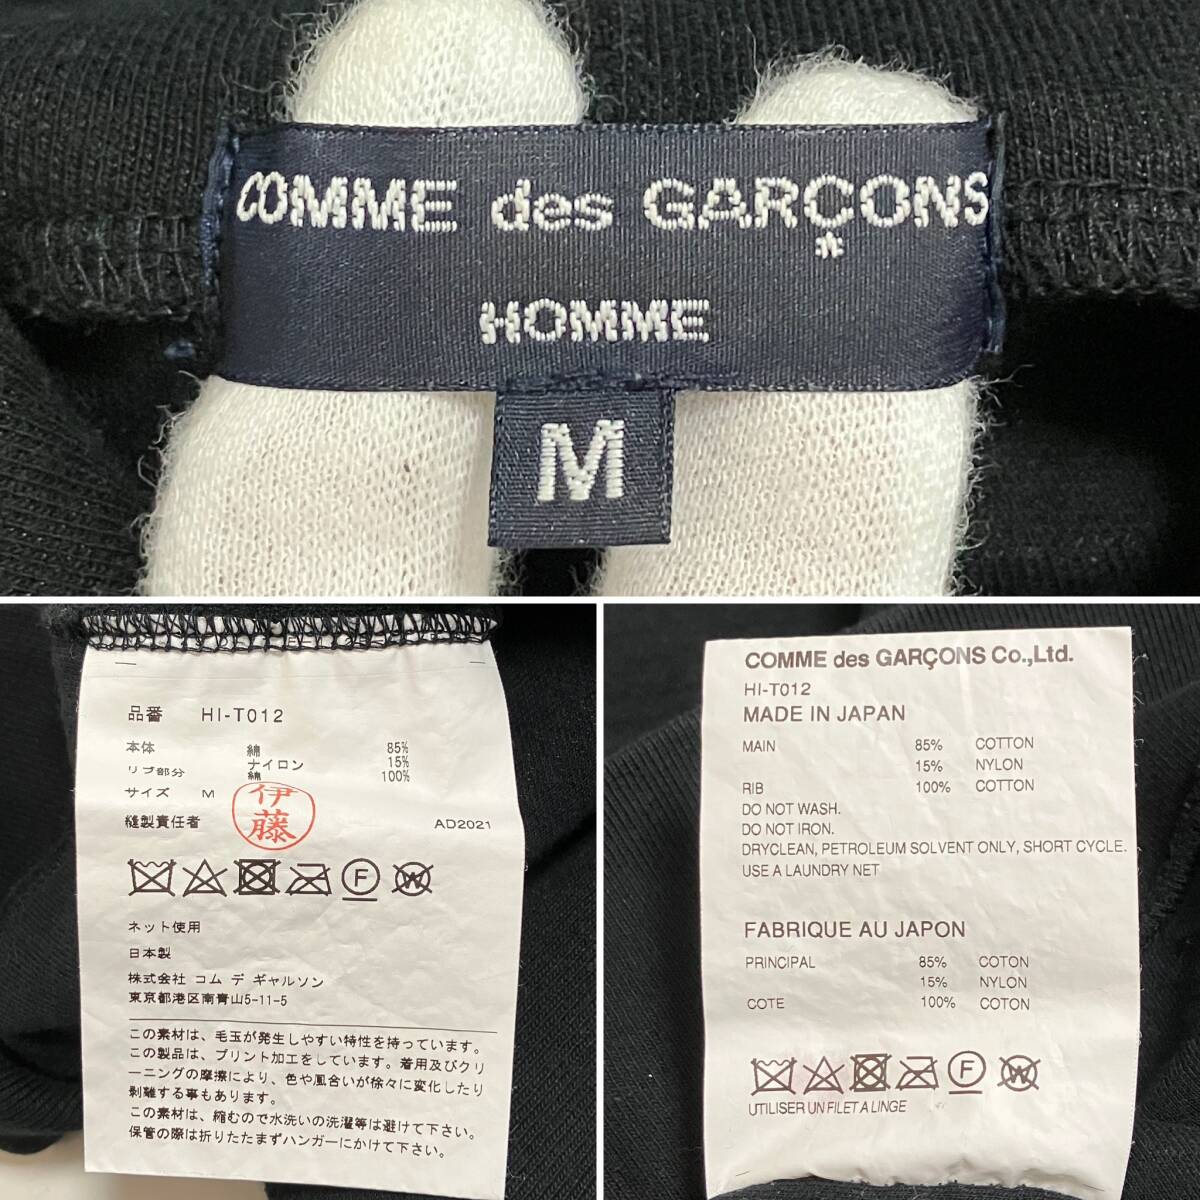 COMME des GARÇONS
HOMME
M
品番 HI-T012
本体 綿 85%
ナイロン 15%
リブ部分 綿 100%
サイズ M
縫製責任者 伊藤 AD2021
F W
ネット使用
日本製
株式会社 コム デ ギャルソン
東京都港区南青山5-11-5
この素材は、毛玉が発生しやすい特性を持っています。
この製品は、プリント加工をしています。着用及びクリ
ーニングの摩擦により、色や風合いが徐々に変化したり
剥離する事もあります。
この素材は、縮むので水洗いの洗濯等は避けて下さい。
保管の際は折りたたまずハンガーにかけて下さい。
COMME des GARÇONS Co.,Ltd.
HI-T012
MADE IN JAPAN
MAIN 85% COTTON
15% NYLON
RIB 100% COTTON
DO NOT WASH.
DO NOT IRON.
DRYCLEAN, PETROLEUM SOLVENT ONLY, SHORT CYCLE.
USE A LAUNDRY NET
FABRIQUE AU JAPON
PRINCIPAL 85% COTON
15% NYLON
COTE 100% COTON
F W
UTILISER UN FILET A LINGE